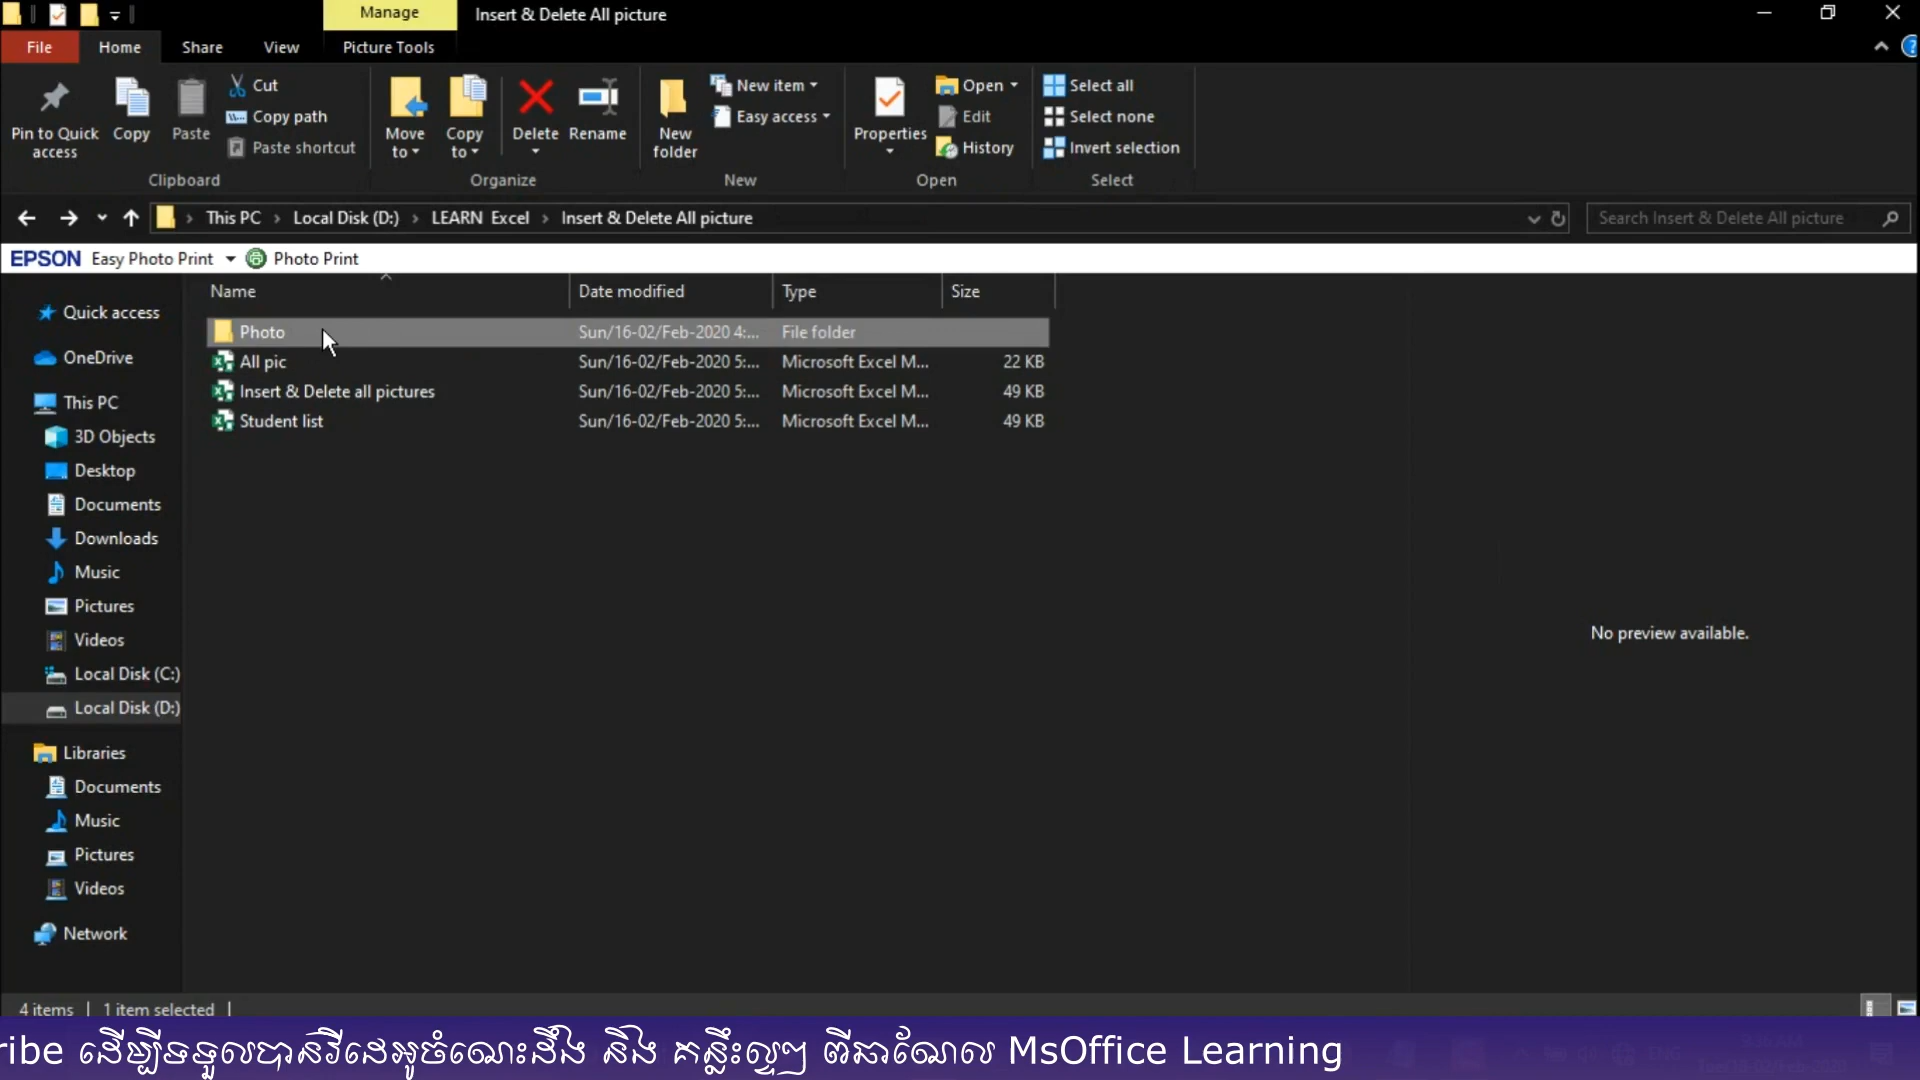 Manage
Insert & Delete All picture
File
Home
Share
View
Picture Tools
Pin to Quick access
Copy
Paste
Cut
Copy path
Paste shortcut
Clipboard
Move to
Copy to
Delete
Rename
Organize
New folder
New item
Easy access
New
Properties
Open
Edit
History
Open
Select all
Select none
Invert selection
Select
This PC
Local Disk (D:)
LEARN Excel
Insert & Delete All picture
Search Insert & Delete All picture
EPSON Easy Photo Print
Photo Print
Name
Date modified
Type
Size
Photo Sun/16-02/Feb-2020 4:... File folder
All pic Sun/16-02/Feb-2020 5:... Microsoft Excel M... 22 KB
Insert & Delete all pictures Sun/16-02/Feb-2020 5:... Microsoft Excel M... 49 KB
Student list Sun/16-02/Feb-2020 5:... Microsoft Excel M... 49 KB
Quick access
OneDrive
This PC
3D Objects
Desktop
Documents
Downloads
Music
Pictures
Videos
Local Disk (C:)
Local Disk (D:)
Libraries
Documents
Music
Pictures
Videos
Network
No preview available.
4 items
1 item selected
ribe ដើម្បីទទួលបានវីដេអូចំណេះដឹង និង គន្លឹះល្អៗ ពីឆានែល MsOffice Learning